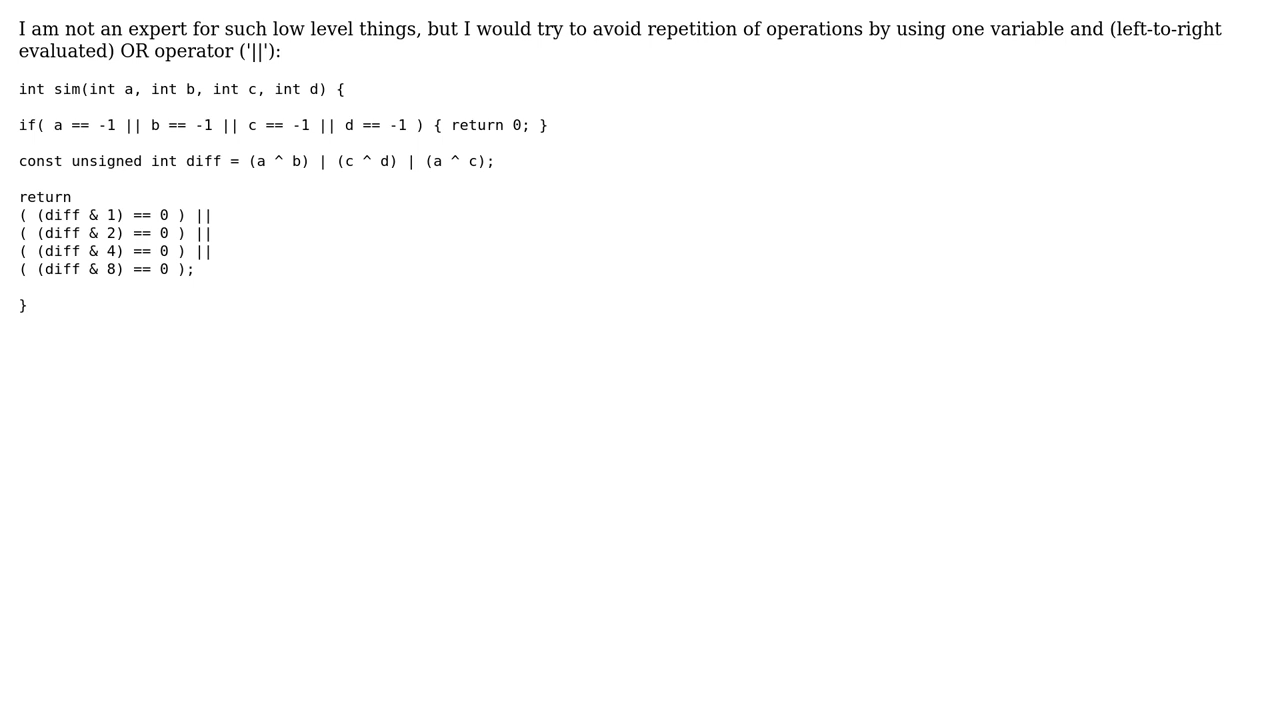 I am not an expert for such low level things, but I would try to avoid repetition of operations by using one variable and (left-to-right
evaluated) OR operator ('||'):
int sim(int a, int b, int c, int d) {
if( a == -1 || b == -1 || c == -1 || d == -1 ) { return 0; }
const unsigned int diff = (a ^ b) | (c ^ d) | (a ^ c);
return
( (diff & 1) == 0 ) ||
( (diff & 2) == 0 ) ||
( (diff & 4) == 0 ) ||
( (diff & 8) == 0 );
}